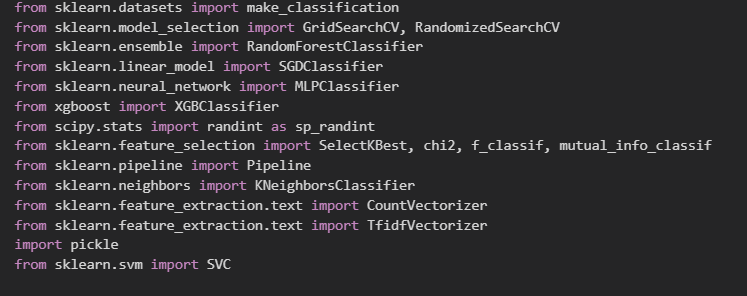 from sklearn.datasets import make_classification
from sklearn.model_selection import GridSearchCV, RandomizedSearchCV
from sklearn.ensemble import RandomForestClassifier
from sklearn.linear_model import SGDClassifier
from sklearn.neural_network import MLPClassifier
from xgboost import XGBClassifier
from scipy.stats import randint as sp_randint
from sklearn.feature_selection import SelectKBest, chi2, f_classif, mutual_info_classif
from sklearn.pipeline import Pipeline
from sklearn.neighbors import KNeighborsClassifier
from sklearn.feature_extraction.text import CountVectorizer
from sklearn.feature_extraction.text import TfidfVectorizer
import pickle
from sklearn.svm import SVC